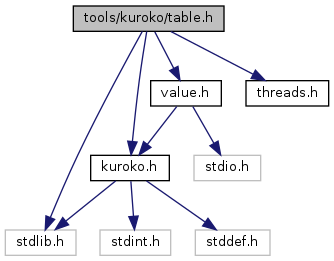 tools/kuroko/table.h
value.h
threads.h
kuroko.h
stdio.h
stdlib.h
stdint.h
stddef.h